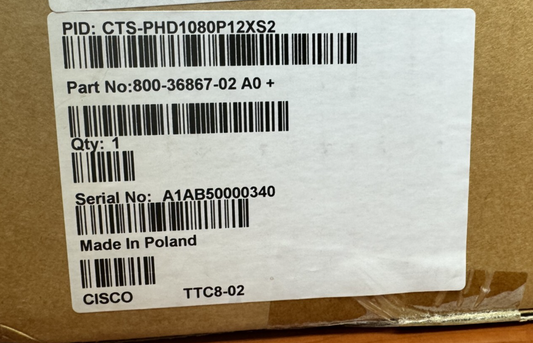 PID: CTS-PHD1080P12XS2
Part No:800-36867-02 A0 +
Qty: 1
Serial No: A1AB50000340
Made In Poland
CISCO TTC8-02